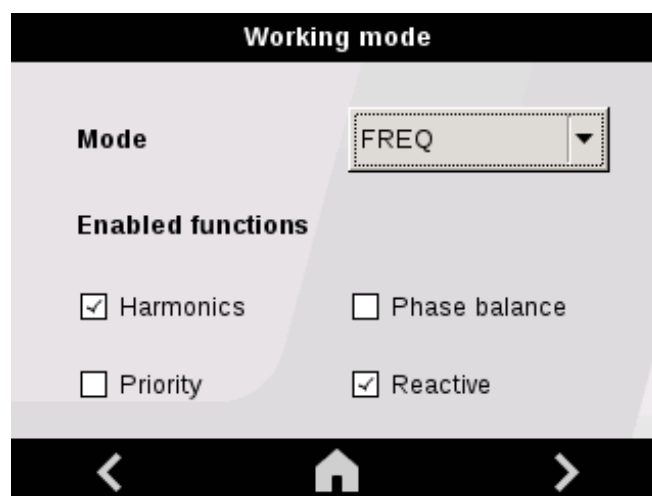 Working mode
Mode
FREQ
Enabled functions
Harmonics
Phase balance
Priority
Reactive